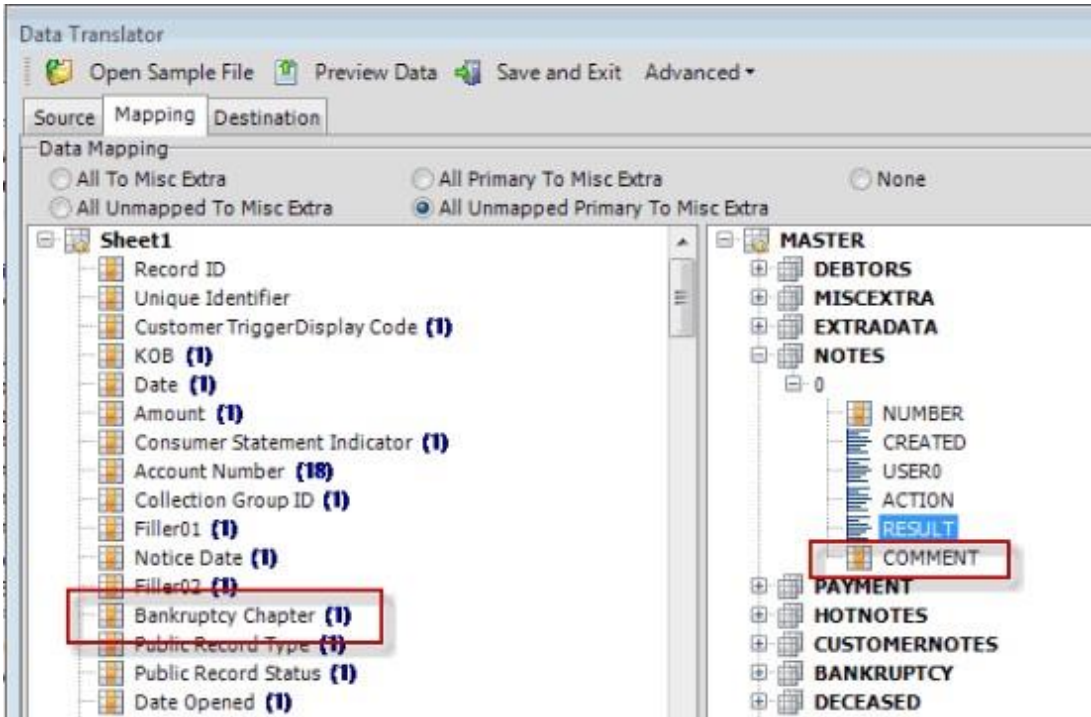 Data Translator
Open Sample File Preview Data Save and Exit Advanced
Source Mapping Destination
Data Mapping
All To Misc Extra All Primary To Misc Extra None
All Unmapped To Misc Extra All Unmapped Primary To Misc Extra
Sheet1
Record ID
Unique Identifier
Customer TriggerDisplay Code (1)
KOB (1)
Date (1)
Amount (1)
Consumer Statement Indicator (1)
Account Number (18)
Collection Group ID (1)
Filler01 (1)
Notice Date (1)
Filler02 (1)
Bankruptcy Chapter (1)
Public Record Type (1)
Public Record Status (1)
Date Opened (1)
MASTER
DEBTORS
MISCEXTRA
EXTRADATA
NOTES
0
NUMBER
CREATED
USER0
ACTION
RESULT
COMMENT
PAYMENT
HOTNOTES
CUSTOMERNOTES
BANKRUPTCY
DECEASED